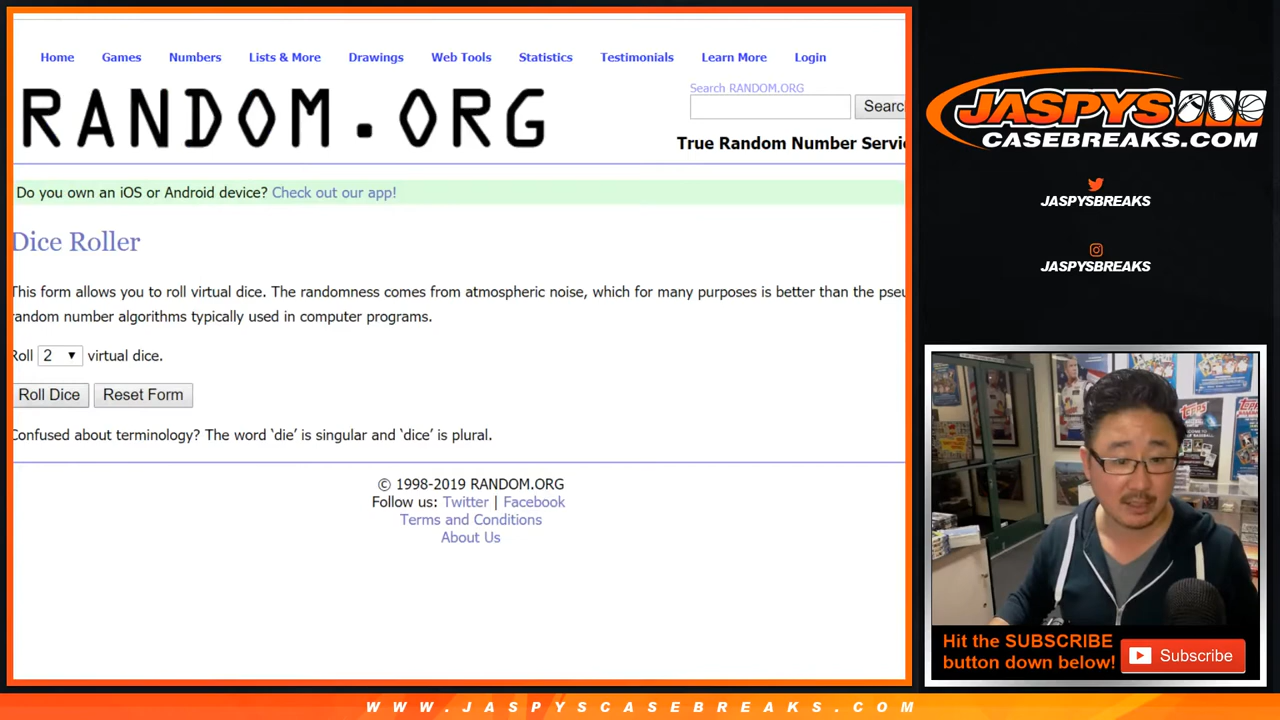 Home Games Numbers Lists & More Drawings Web Tools Statistics Testimonials Learn More Login
Search RANDOM.ORG
RANDOM.ORG
Searc
True Random Number Servi
Do you own an iOS or Android device? Check out our app!
Dice Roller
This form allows you to roll virtual dice. The randomness comes from atmospheric noise, which for many purposes is better than the pseu
random number algorithms typically used in computer programs.
Roll 2 virtual dice.
Roll Dice Reset Form
Confused about terminology? The word ‘die’ is singular and ‘dice’ is plural.
© 1998-2019 RANDOM.ORG
Follow us: Twitter | Facebook
Terms and Conditions
About Us
JASPYS
CASEBREAKS.COM
JASPYSBREAKS
JASPYSBREAKS
Topps
Topps
Hit the SUBSCRIBE
button down below!
Subscribe
WWW.JASPYSCASEBREAKS.COM